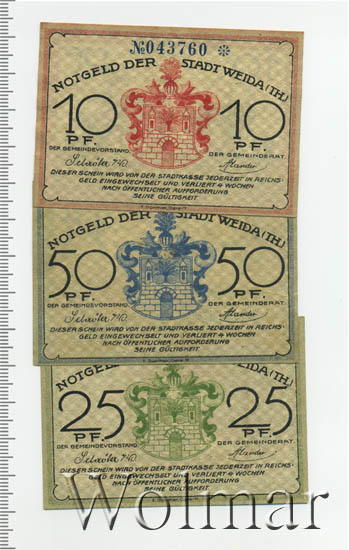 №043760 *
NOTGELD DER STADT WEIDA (TH.)
10 10
PF. PF.
DER GEMEINDEVORSTAND. DER GEMEINDERAT.
DIESER SCHEIN WIRD VON DER STADTKASSE JEDERZEIT IN REICHS-
GELD EINGEWECHSELT UND VERLIERT 4 WOCHEN
NACH ÖFFENTLICHER AUFFORDERUNG
SEINE GÜLTIGKEIT.
NOTGELD DER STADT WEIDA (TH.)
50 50
PF. PF.
DER GEMEINDEVORSTAND. DER GEMEINDERAT.
DIESER SCHEIN WIRD VON DER STADTKASSE JEDERZEIT IN REICHS-
GELD EINGEWECHSELT UND VERLIERT 4 WOCHEN
NACH ÖFFENTLICHER AUFFORDERUNG
SEINE GÜLTIGKEIT.
NOTGELD WEIDA (TH.)
25 25
PF. PF.
DER GEMEINDEVORSTAND. DER GEMEINDERAT.
DIESER SCHEIN WIRD VON DER STADTKASSE JEDERZEIT IN REICHS-
GELD EINGEWECHSELT UND VERLIERT 4 WOCHEN
NACH ÖFFENTLICHER AUFFORDERUNG
SEINE GÜLTIGKEIT.
Wolmar